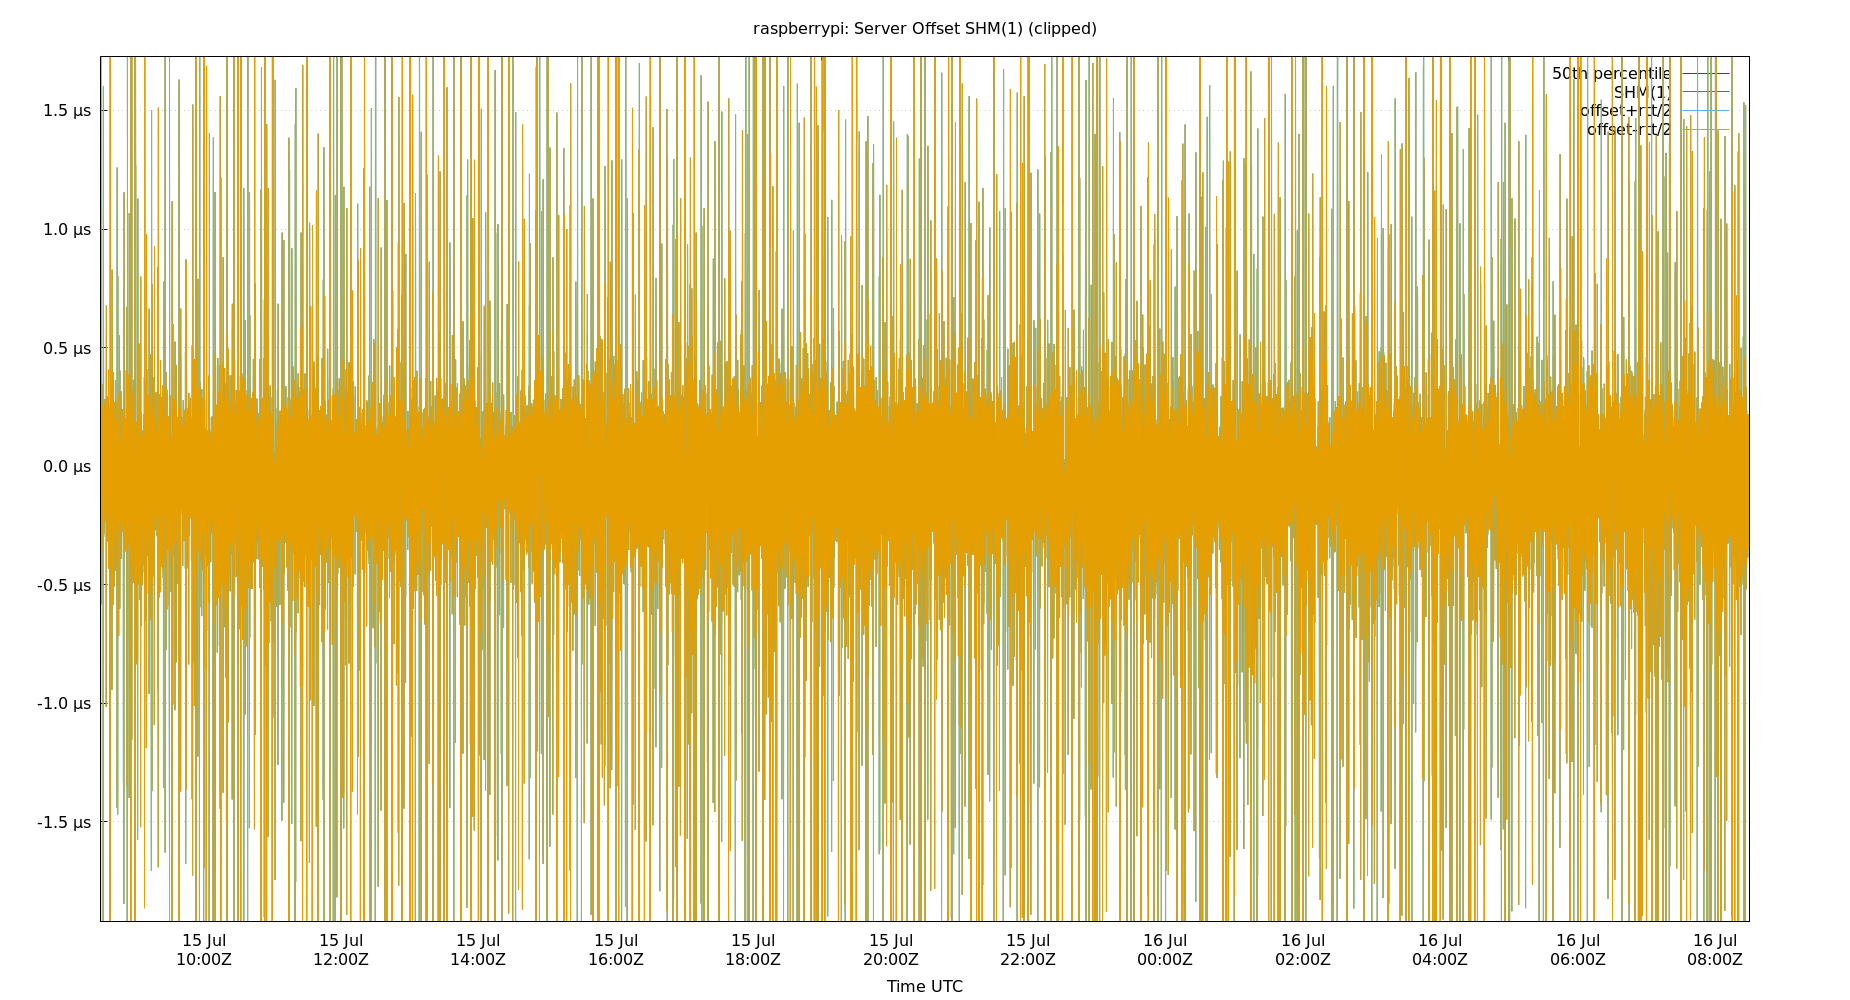 raspberrypi: Server Offset SHM(1) (clipped)
50th percentile
SHM(1)
offset+rtt/2
offset-rtt/2
1.5 µs
1.0 µs
0.5 µs
0.0 µs
-0.5 µs
-1.0 µs
-1.5 µs
15 Jul 15 Jul 15 Jul 15 Jul 15 Jul 15 Jul 15 Jul 16 Jul 16 Jul 16 Jul 16 Jul 16 Jul
10:00Z 12:00Z 14:00Z 16:00Z 18:00Z 20:00Z 22:00Z 00:00Z 02:00Z 04:00Z 06:00Z 08:00Z
Time UTC